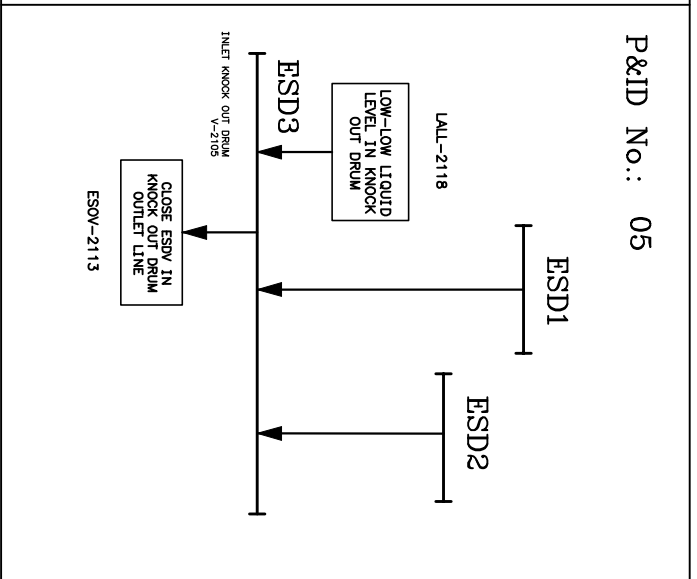 P&ID No.: 05
ESD1
ESD2
LALL-2118
LOW-LOW LIQUID
LEVEL IN KNOCK
OUT DRUM
ESD3
INLET KNOCK OUT DRUM
V-2105
CLOSE ESDV IN
KNOCK OUT DRUM
OUTLET LINE
ESOV-2113